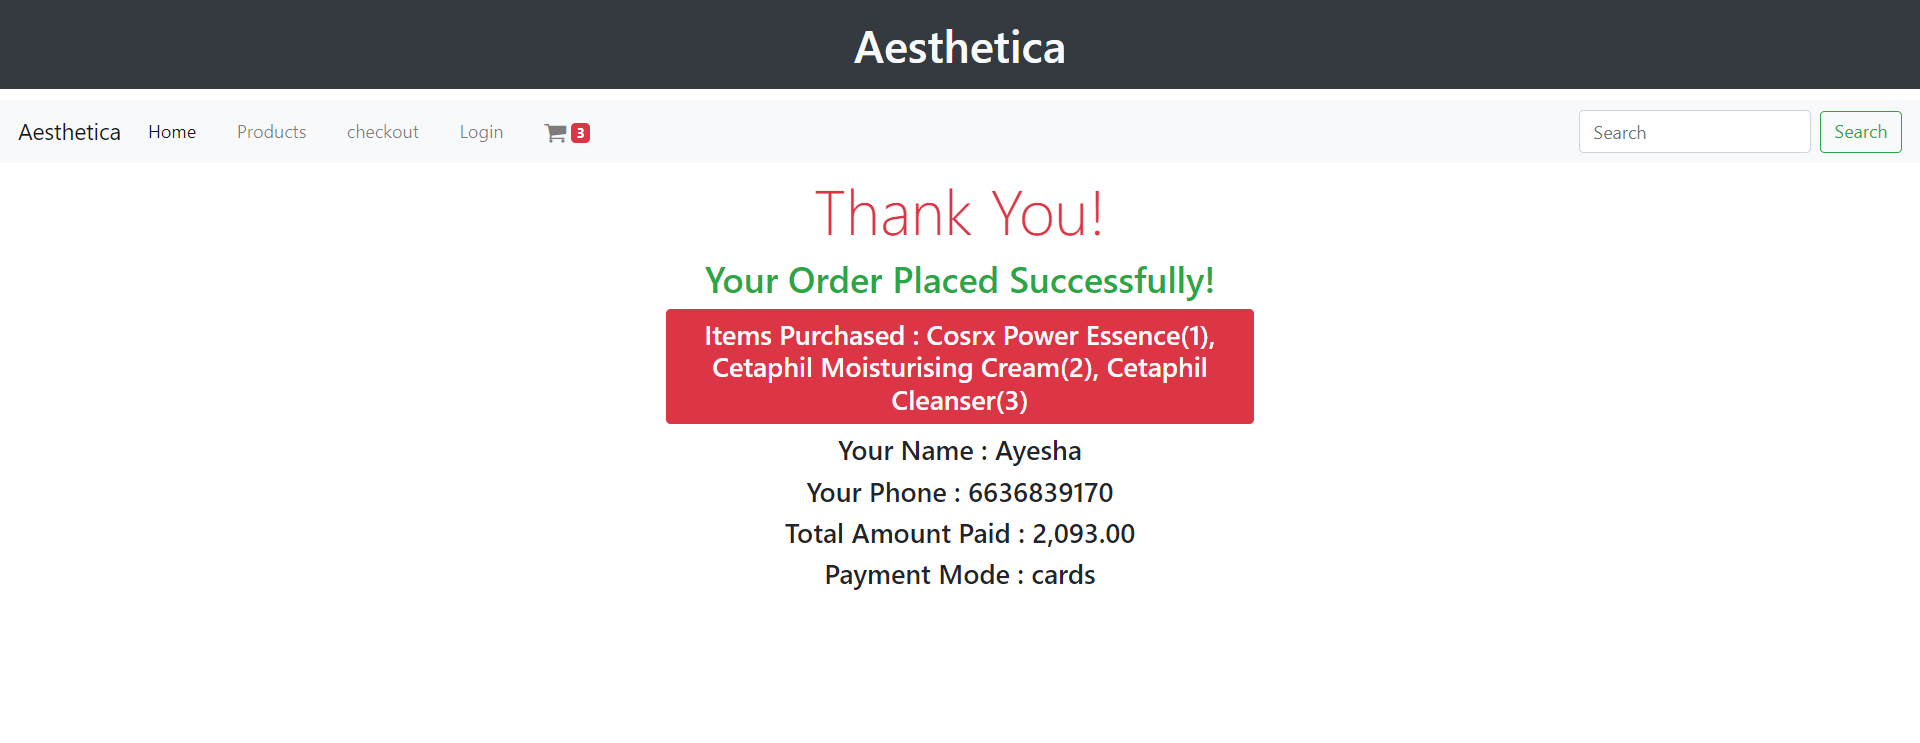 Aesthetica
Aesthetica Home Products checkout Login 3 Search Search
Thank You!
Your Order Placed Successfully!
Items Purchased : Cosrx Power Essence(1),
Cetaphil Moisturising Cream(2), Cetaphil
Cleanser(3)
Your Name : Ayesha
Your Phone : 6636839170
Total Amount Paid : 2,093.00
Payment Mode : cards